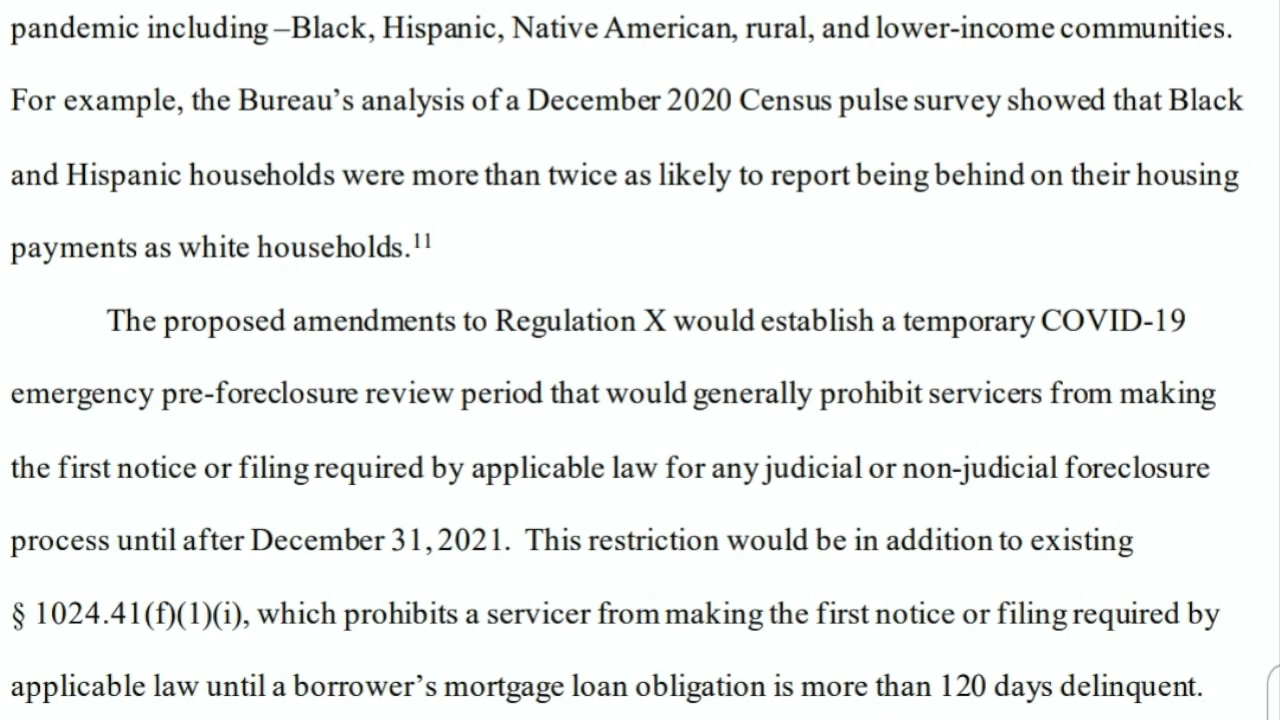 pandemic including –Black, Hispanic, Native American, rural, and lower-income communities.
For example, the Bureau’s analysis of a December 2020 Census pulse survey showed that Black
and Hispanic households were more than twice as likely to report being behind on their housing
payments as white households.¹¹
The proposed amendments to Regulation X would establish a temporary COVID-19
emergency pre-foreclosure review period that would generally prohibit servicers from making
the first notice or filing required by applicable law for any judicial or non-judicial foreclosure
process until after December 31, 2021. This restriction would be in addition to existing
§ 1024.41(f)(1)(i), which prohibits a servicer from making the first notice or filing required by
applicable law until a borrower’s mortgage loan obligation is more than 120 days delinquent.